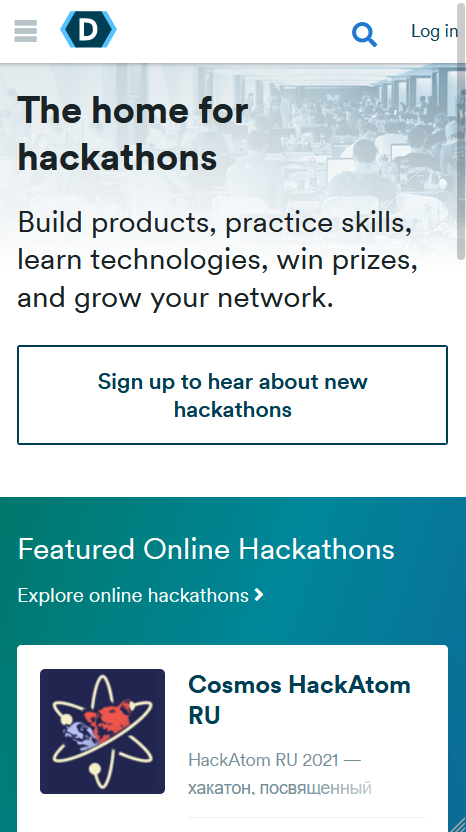 D
Log in
The home for
hackathons
Build products, practice skills,
learn technologies, win prizes,
and grow your network.
Sign up to hear about new
hackathons
Featured Online Hackathons
Explore online hackathons
Cosmos HackAtom
RU
HackAtom RU 2021 —
хакатон, посвященный